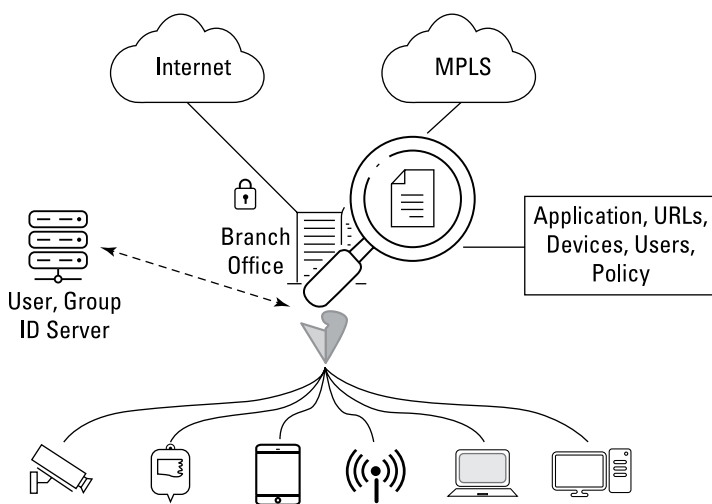 Internet
MPLS
Branch
Office
Application, URLs,
Devices, Users,
Policy
User, Group
ID Server